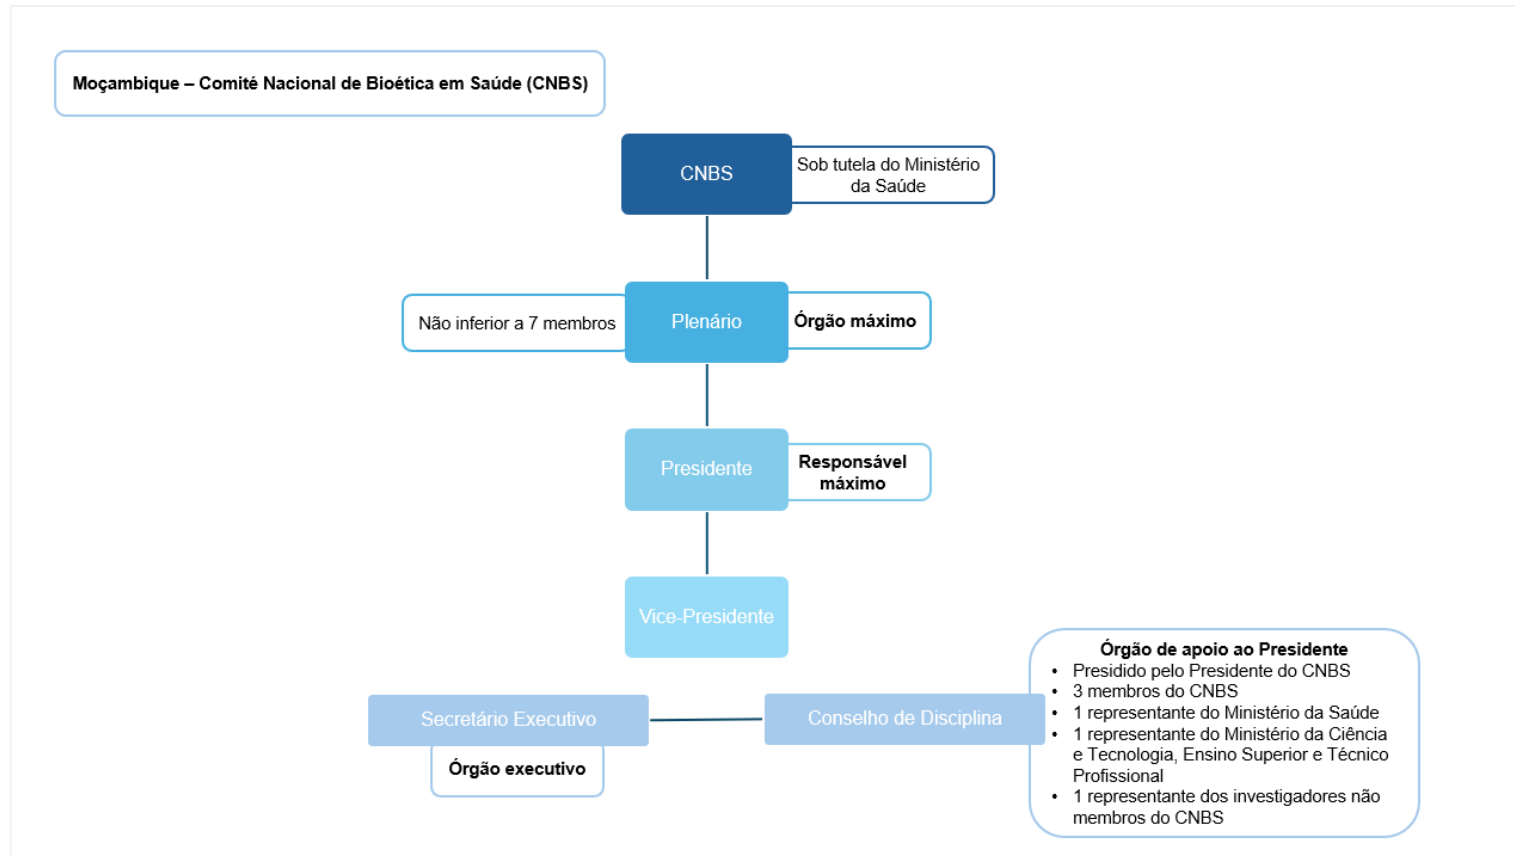 Moçambique – Comité Nacional de Bioética em Saúde (CNBS)
CNBS
Sob tutela do Ministério
da Saúde
Não inferior a 7 membros
Plenário
Órgão máximo
Presidente
Responsável
máximo
Vice-Presidente
Secretário Executivo
Órgão executivo
Conselho de Disciplina
Órgão de apoio ao Presidente
• Presidido pelo Presidente do CNBS
• 3 membros do CNBS
• 1 representante do Ministério da Saúde
• 1 representante do Ministério da Ciência
e Tecnologia, Ensino Superior e Técnico
Profissional
• 1 representante dos investigadores não
membros do CNBS